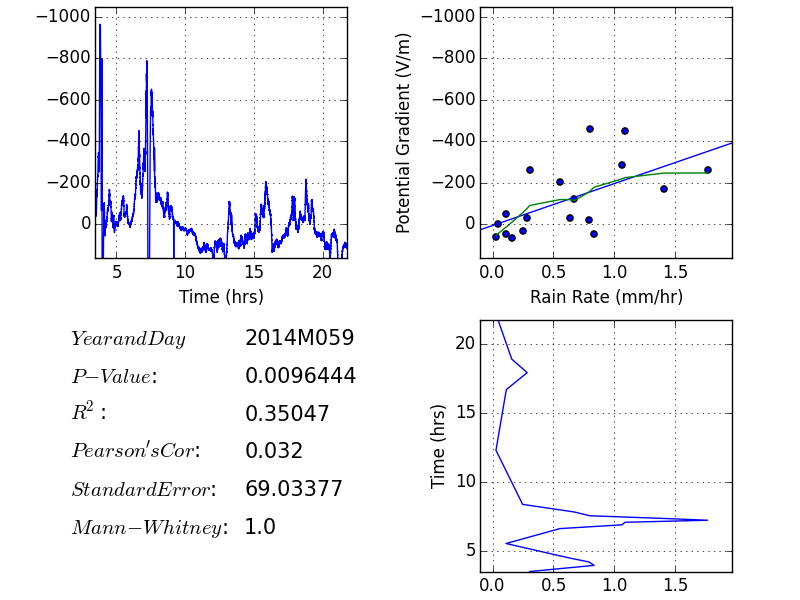 −1000
−800
−600
−400
−200
0
5 10 15 20
Time (hrs)
Potential Gradient (V/m)
−1000
−800
−600
−400
−200
0
0.0 0.5 1.0 1.5
Rain Rate (mm/hr)
YearandDay 2014M059
P−Value: 0.0096444
R²: 0.35047
Pearson′sCor: 0.032
StandardError: 69.03377
Mann−Whitney: 1.0
Time (hrs)
20
15
10
5
0.0 0.5 1.0 1.5